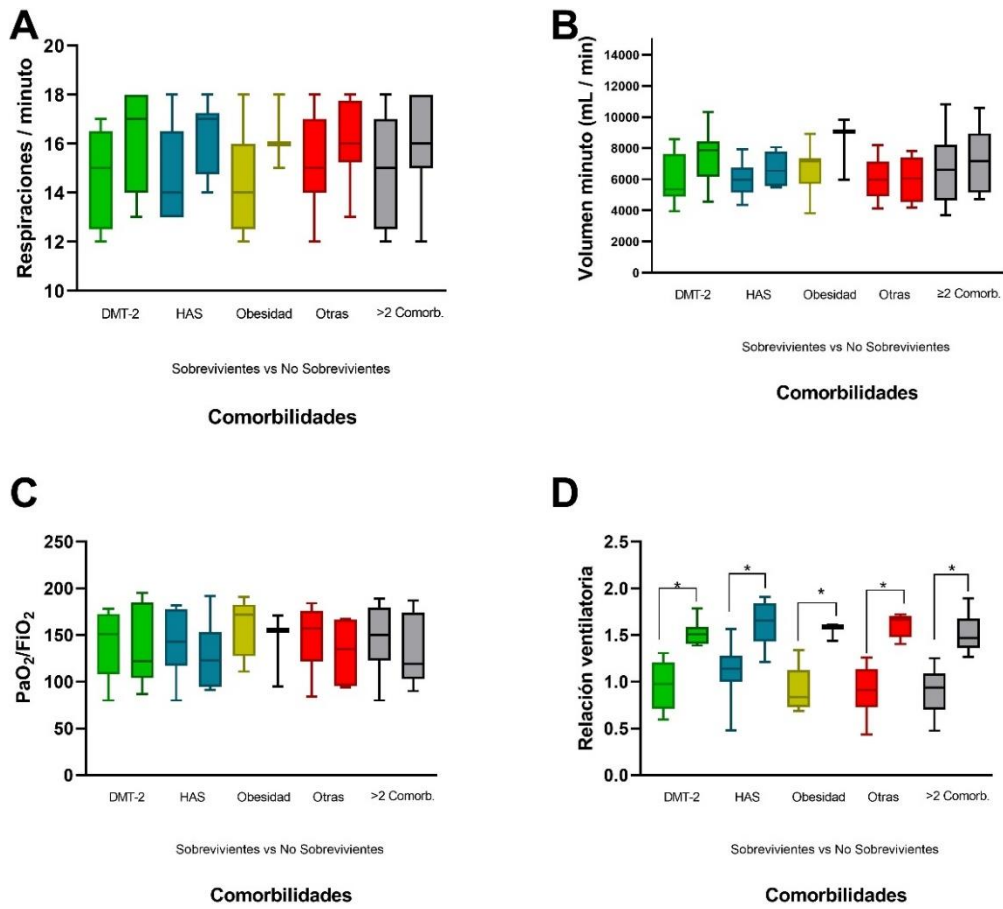 A
Respiraciones / minuto
20
18
16
14
12
10
DMT-2 HAS Obesidad Otras >2 Comorb.
Sobrevivientes vs No Sobrevivientes
Comorbilidades
B
Volumen minuto (mL / min)
14000
12000
10000
8000
6000
4000
2000
0
DMT-2 HAS Obesidad Otras ≥2 Comorb.
Sobrevivientes vs No Sobrevivientes
Comorbilidades
C
PaO₂/FiO₂
250
200
150
100
50
0
DMT-2 HAS Obesidad Otras >2 Comorb.
Sobrevivientes vs No Sobrevivientes
Comorbilidades
D
Relación ventilatoria
2.5
2.0
1.5
1.0
0.5
0.0
* * * * *
DMT-2 HAS Obesidad Otras >2 Comorb.
Sobrevivientes vs No Sobrevivientes
Comorbilidades